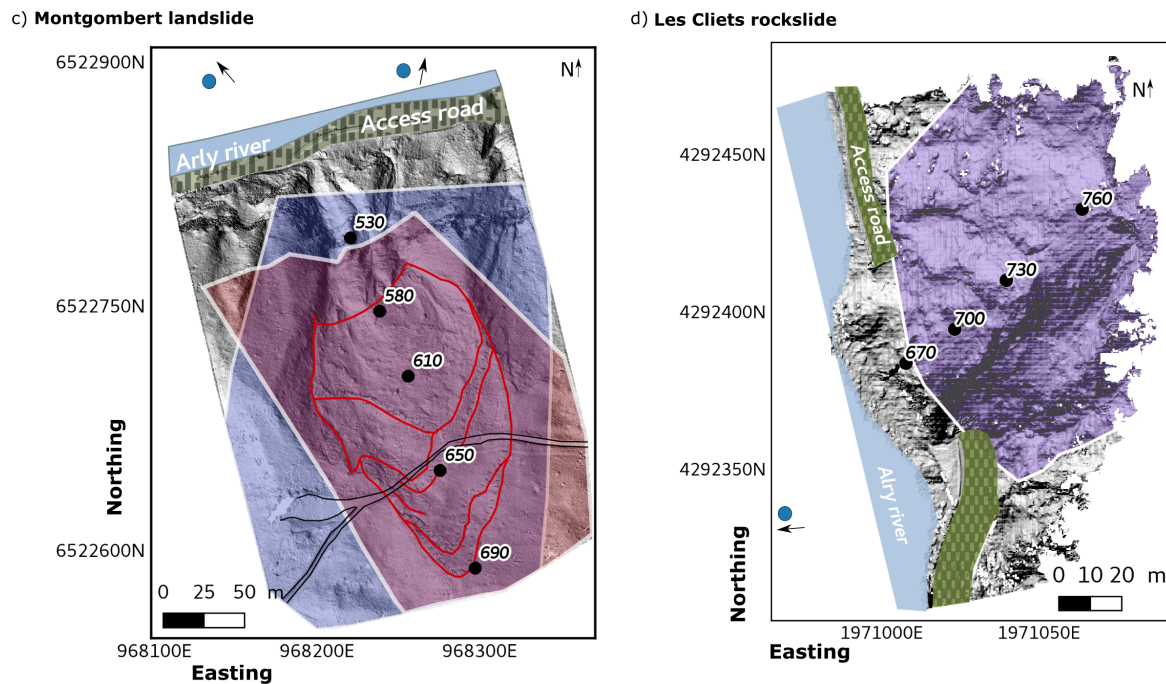 c) Montgombert landslide
6522900N
6522750N
6522600N
Northing
N
Arly river
Access road
530
580
610
650
690
0 25 50 m
968100E 968200E 968300E
Easting
d) Les Cliets rockslide
4292450N
4292400N
4292350N
Northing
N
Access road
Alry river
760
730
700
670
0 10 20 m
1971000E 1971050E
Easting